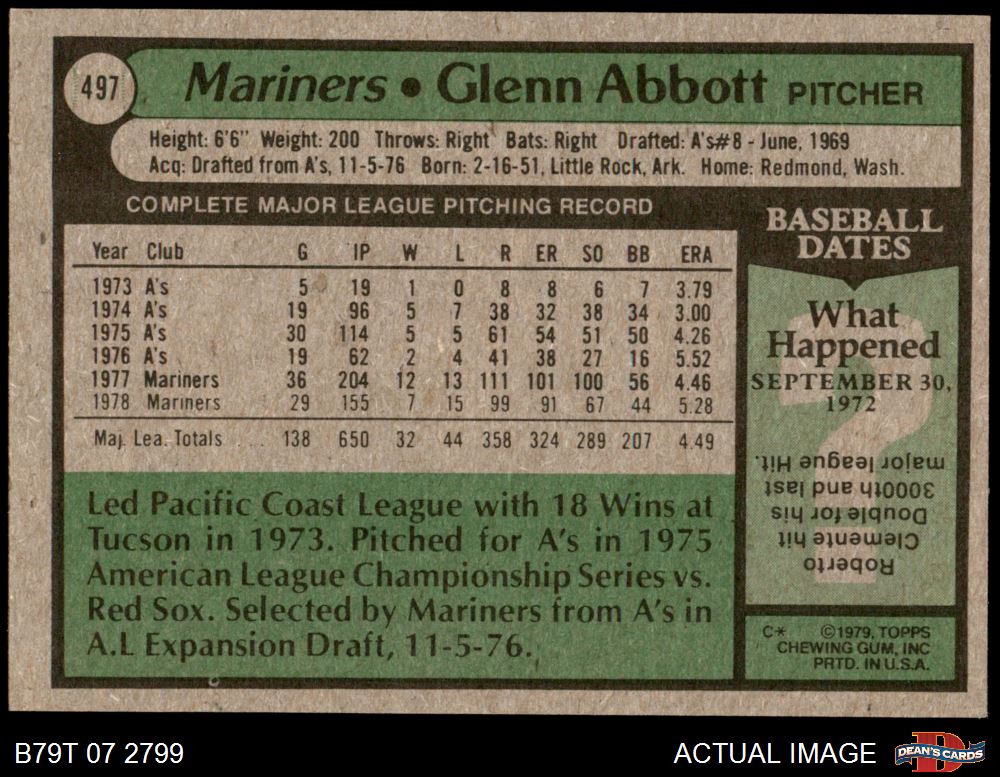 497
Mariners • Glenn Abbott PITCHER
Height: 6'6" Weight: 200 Throws: Right Bats: Right Drafted: A's#8 - June, 1969
Acq: Drafted from A's, 11-5-76 Born: 2-16-51, Little Rock, Ark. Home: Redmond, Wash.
COMPLETE MAJOR LEAGUE PITCHING RECORD
Year Club G IP W L R ER SO BB ERA
1973 A's 5 19 1 0 8 8 6 7 3.79
1974 A's 19 96 5 7 38 32 38 34 3.00
1975 A's 30 114 5 5 61 54 51 50 4.26
1976 A's 19 62 2 4 41 38 27 16 5.52
1977 Mariners 36 204 12 13 111 101 100 56 4.46
1978 Mariners 29 155 7 15 99 91 67 44 5.28
Maj. Lea. Totals 138 650 32 44 358 324 289 207 4.49
Led Pacific Coast League with 18 Wins at
Tucson in 1973. Pitched for A's in 1975
American League Championship Series vs.
Red Sox. Selected by Mariners from A's in
A.L Expansion Draft, 11-5-76.
BASEBALL
DATES
What
Happened
SEPTEMBER 30,
1972
Roberto
Clemente hit
Double for his
3000th and last
major league Hit.
C* ©1979, TOPPS
CHEWING GUM, INC
PRTD. IN U.S.A.
B79T 07 2799
ACTUAL IMAGE
DEAN'S CARDS